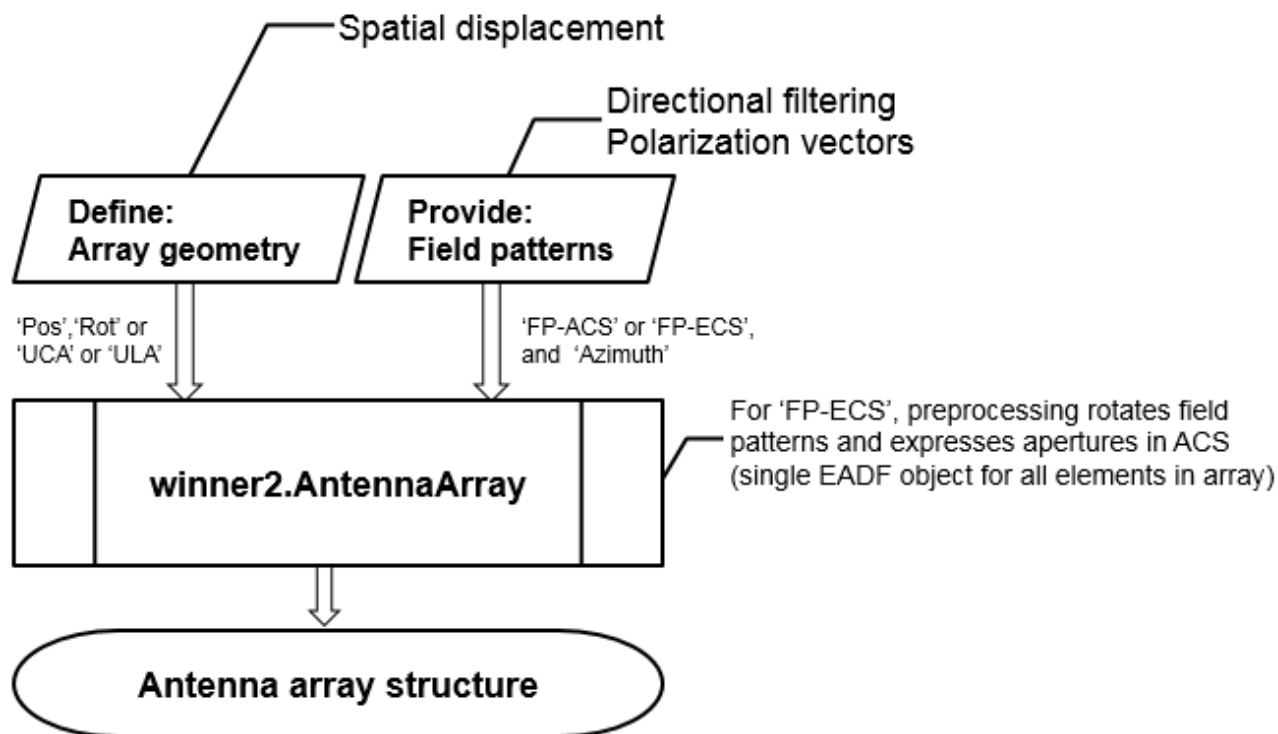 Spatial displacement
Directional filtering
Polarization vectors
Define:
Array geometry
Provide:
Field patterns
‘Pos’,‘Rot’ or
‘UCA’ or ‘ULA’
‘FP-ACS’ or ‘FP-ECS’,
and ‘Azimuth’
For ‘FP-ECS’, preprocessing rotates field
patterns and expresses apertures in ACS
(single EADF object for all elements in array)
winner2.AntennaArray
Antenna array structure